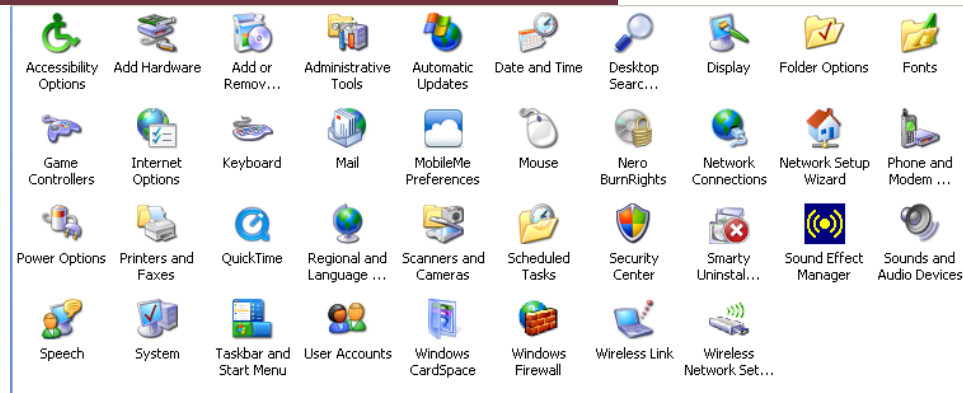 Accessibility Options
Add Hardware
Add or Remov...
Administrative Tools
Automatic Updates
Date and Time
Desktop Searc...
Display
Folder Options
Fonts
Game Controllers
Internet Options
Keyboard
Mail
MobileMe Preferences
Mouse
Nero BurnRights
Network Connections
Network Setup Wizard
Phone and Modem ...
Power Options
Printers and Faxes
QuickTime
Regional and Language ...
Scanners and Cameras
Scheduled Tasks
Security Center
Smarty Uninstal...
Sound Effect Manager
Sounds and Audio Devices
Speech
System
Taskbar and Start Menu
User Accounts
Windows CardSpace
Windows Firewall
Wireless Link
Wireless Network Set...